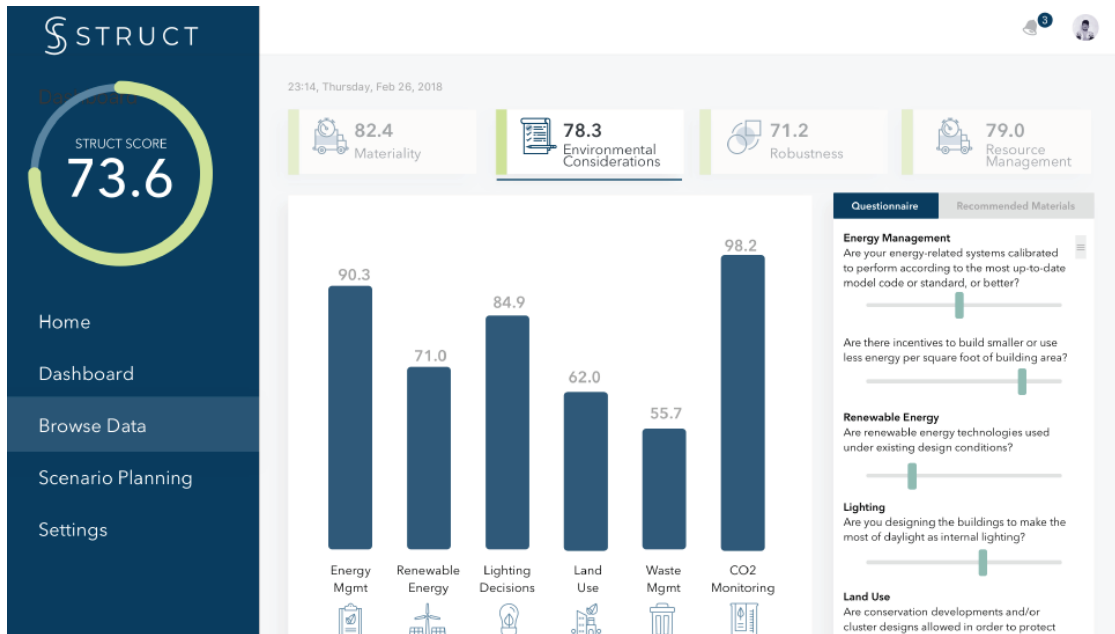 STRUCT
Dashboard
STRUCT SCORE
73.6
Home
Dashboard
Browse Data
Scenario Planning
Settings
3
23:14, Thursday, Feb 26, 2018
82.4
Materiality
78.3
Environmental
Considerations
71.2
Robustness
79.0
Resource
Management
90.3
71.0
84.9
62.0
55.7
98.2
Energy
Mgmt
Renewable
Energy
Lighting
Decisions
Land
Use
Waste
Mgmt
CO2
Monitoring
Questionnaire
Recommended Materials
Energy Management
Are your energy-related systems calibrated
to perform according to the most up-to-date
model code or standard, or better?
Are there incentives to build smaller or use
less energy per square foot of building area?
Renewable Energy
Are renewable energy technologies used
under existing design conditions?
Lighting
Are you designing the buildings to make the
most of daylight as internal lighting?
Land Use
Are conservation developments and/or
cluster designs allowed in order to protect